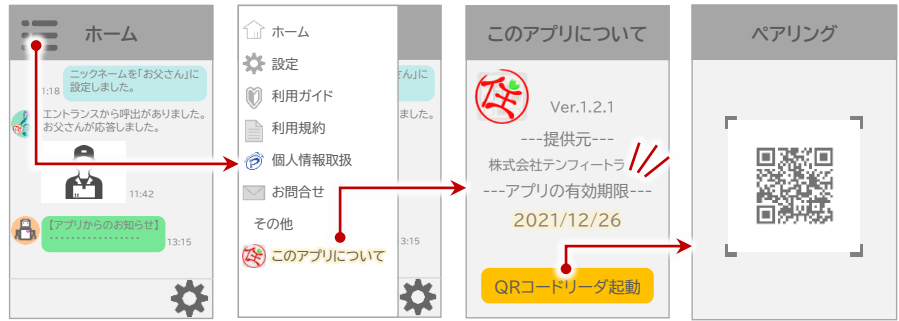 ホーム
ニックネームを「お父さん」に
設定しました。
1:18
エントランスから呼出がありました。
お父さんが応答しました。
11:42
【アプリからのお知らせ】
・・・・・・・・・・・・・・・・・
13:15
ホーム
設定
利用ガイド
利用規約
個人情報取扱
お問合せ
その他
このアプリについて
さん」に
ました。
3:15
このアプリについて
住
Ver.1.2.1
---提供元---
株式会社テンフィートラ
---アプリの有効期限---
2021/12/26
QRコードリーダ起動
ペアリング